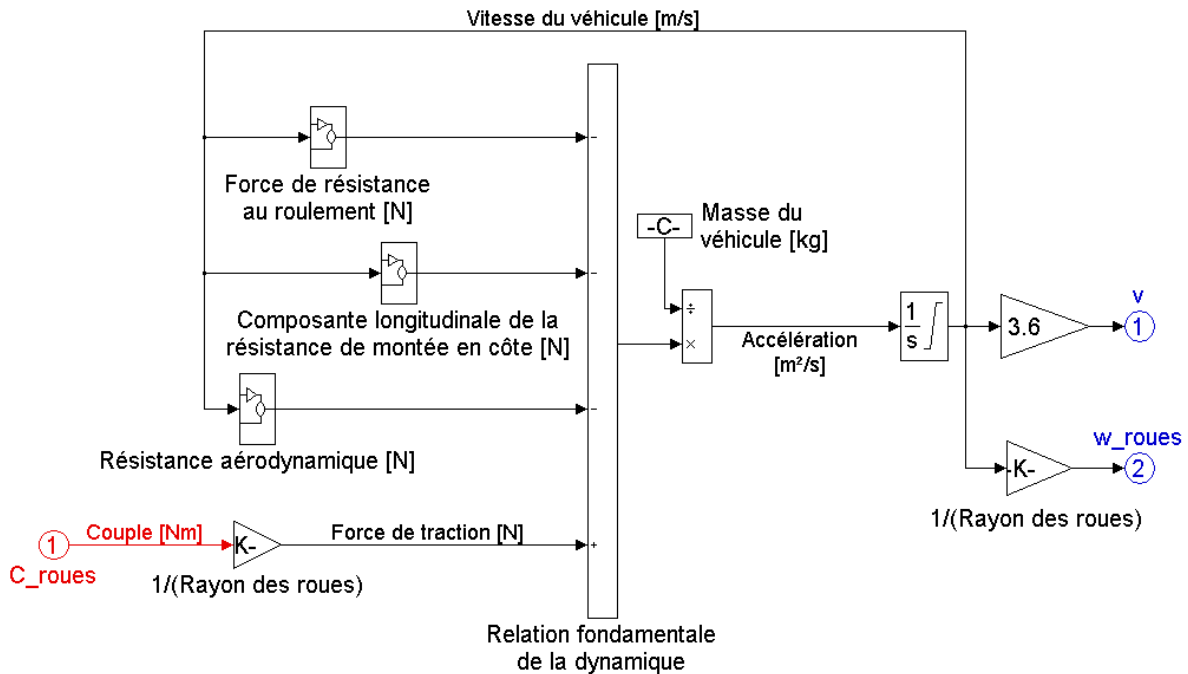 Vitesse du véhicule [m/s]
−
Force de résistance
au roulement [N]
-C-
Masse du
véhicule [kg]
−
Composante longitudinale de la
résistance de montée en côte [N]
÷
×
Accélération
[m²/s]
1
s
3.6
v
1
−
Résistance aérodynamique [N]
-K-
w_roues
2
1/(Rayon des roues)
1
C_roues
Couple [Nm]
K-
1/(Rayon des roues)
Force de traction [N]
+
Relation fondamentale
de la dynamique